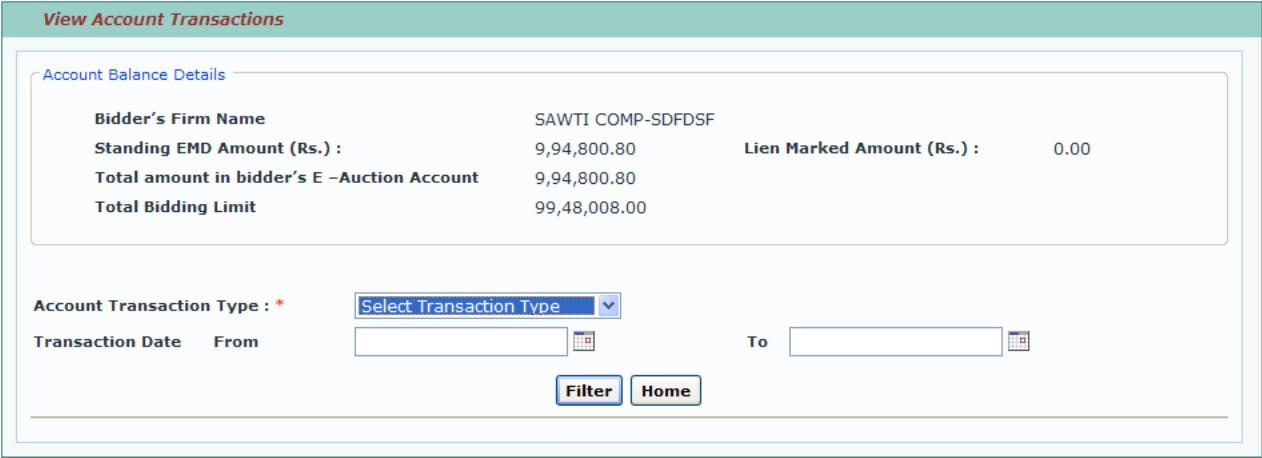 View Account Transactions
Account Balance Details
Bidder's Firm Name SAWTI COMP-SDFDSF
Standing EMD Amount (Rs.) : 9,94,800.80 Lien Marked Amount (Rs.) : 0.00
Total amount in bidder's E –Auction Account 9,94,800.80
Total Bidding Limit 99,48,008.00
Account Transaction Type : * Select Transaction Type
Transaction Date From To
Filter Home